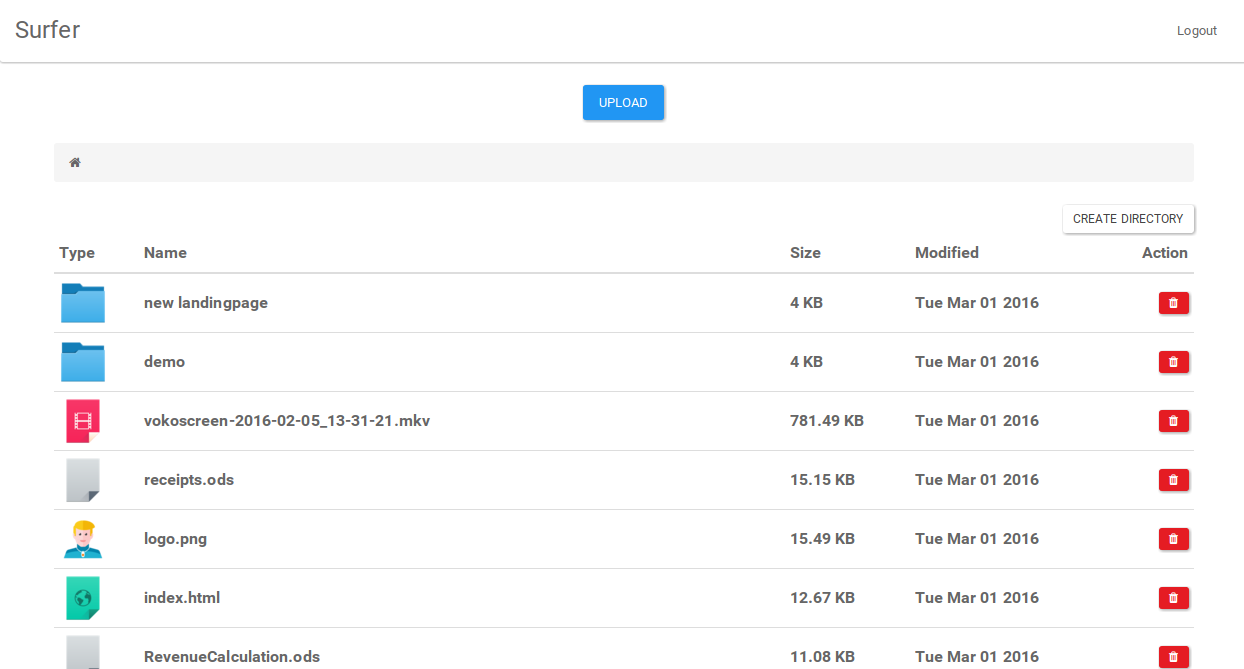 Surfer Logout
UPLOAD
CREATE DIRECTORY
Type Name Size Modified Action
new landingpage 4 KB Tue Mar 01 2016
demo 4 KB Tue Mar 01 2016
vokoscreen-2016-02-05_13-31-21.mkv 781.49 KB Tue Mar 01 2016
receipts.ods 15.15 KB Tue Mar 01 2016
logo.png 15.49 KB Tue Mar 01 2016
index.html 12.67 KB Tue Mar 01 2016
RevenueCalculation.ods 11.08 KB Tue Mar 01 2016